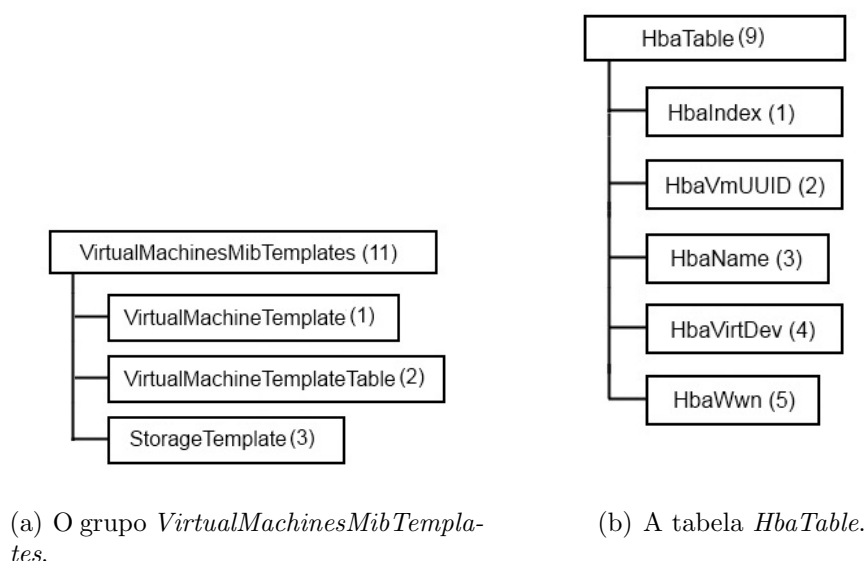 VirtualMachinesMibTemplates (11)
VirtualMachineTemplate (1)
VirtualMachineTemplateTable (2)
StorageTemplate (3)
(a) O grupo VirtualMachinesMibTempla-
tes.
HbaTable (9)
HbaIndex (1)
HbaVmUUID (2)
HbaName (3)
HbaVirtDev (4)
HbaWwn (5)
(b) A tabela HbaTable.